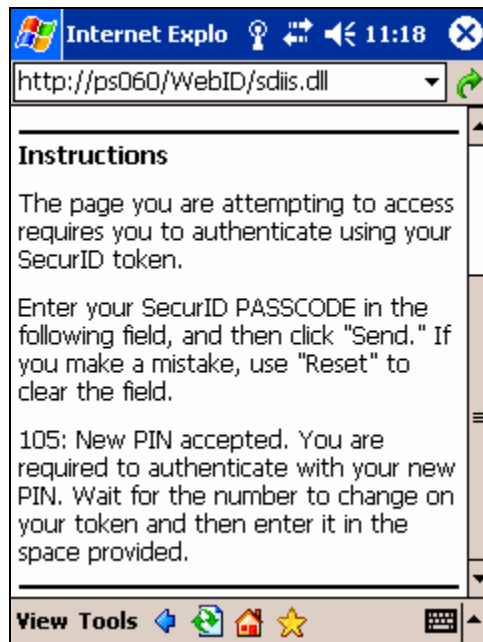 Internet Explo 11:18
http://ps060/WebID/sdiis.dll
Instructions
The page you are attempting to access
requires you to authenticate using your
SecurID token.
Enter your SecurID PASSCODE in the
following field, and then click "Send." If
you make a mistake, use "Reset" to
clear the field.
105: New PIN accepted. You are
required to authenticate with your new
PIN. Wait for the number to change on
your token and then enter it in the
space provided.
View Tools